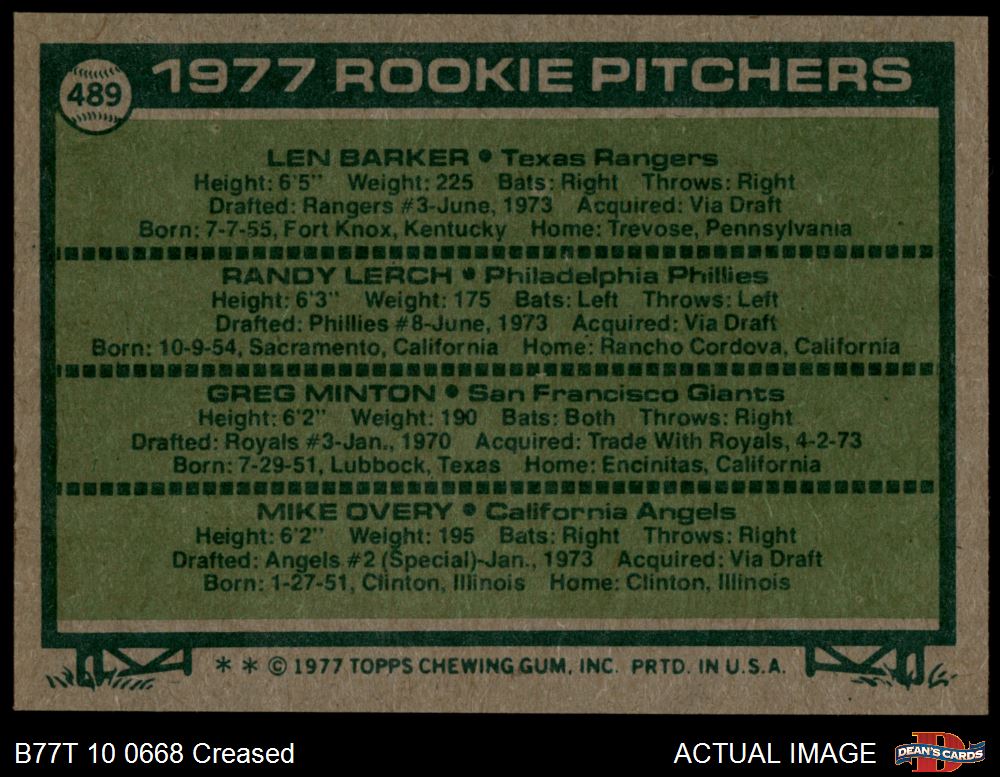 489
1977 ROOKIE PITCHERS
LEN BARKER • Texas Rangers
Height: 6'5" Weight: 225 Bats: Right Throws: Right
Drafted: Rangers #3-June, 1973 Acquired: Via Draft
Born: 7-7-55, Fort Knox, Kentucky Home: Trevose, Pennsylvania
RANDY LERCH • Philadelphia Phillies
Height: 6'3" Weight: 175 Bats: Left Throws: Left
Drafted: Phillies #8-June, 1973 Acquired: Via Draft
Born: 10-9-54, Sacramento, California Home: Rancho Cordova, California
GREG MINTON • San Francisco Giants
Height: 6'2" Weight: 190 Bats: Both Throws: Right
Drafted: Royals #3-Jan., 1970 Acquired: Trade With Royals, 4-2-73
Born: 7-29-51, Lubbock, Texas Home: Encinitas, California
MIKE OVERY • California Angels
Height: 6'2" Weight: 195 Bats: Right Throws: Right
Drafted: Angels #2 (Special)-Jan., 1973 Acquired: Via Draft
Born: 1-27-51, Clinton, Illinois Home: Clinton, Illinois
* * © 1977 TOPPS CHEWING GUM, INC. PRTD. IN U.S.A.
B77T 10 0668 Creased
ACTUAL IMAGE
D
DEAN'S CARDS